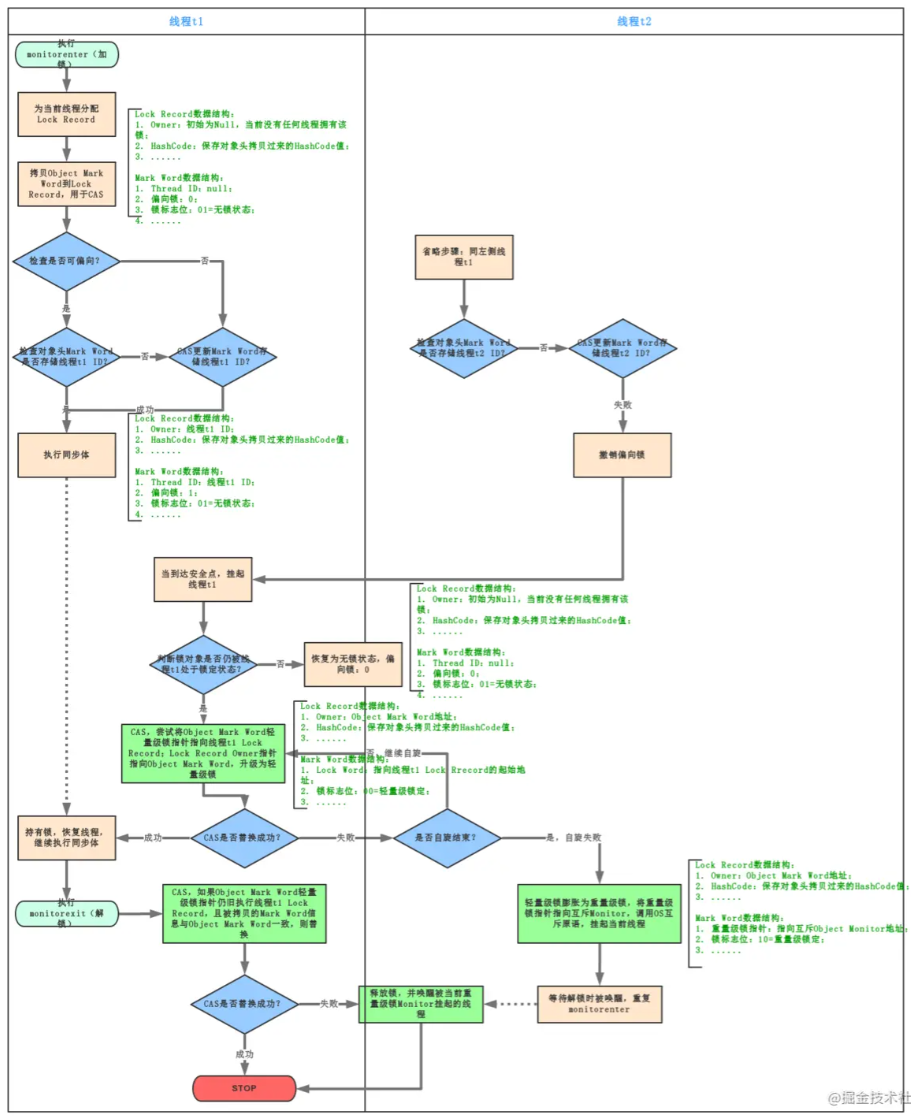 线程t1
线程t2
执行
monitorenter（加
锁）
为当前线程分配
Lock Record
Lock Record数据结构：
1. Owner：初始为Null，当前没有任何线程拥有该
锁；
2. HashCode：保存对象头拷贝过来的HashCode值；
3. ......
Mark Word数据结构：
1. Thread ID：null；
2. 偏向锁：0；
3. 锁标志位：01=无锁状态；
4. ......
拷贝Object Mark
Word到Lock
Record，用于CAS
检查是否可偏向？
否
是
检查对象头Mark Word
是否存储线程t1 ID？
否
CAS更新Mark Word存
储线程t1 ID？
是
成功
省略步骤：同左侧线
程t1
检查对象头Mark Word
是否存储线程t2 ID？
否
CAS更新Mark Word存
储线程t2 ID？
失败
撤销偏向锁
执行同步体
Lock Record数据结构：
1. Owner：线程t1 ID；
2. HashCode：保存对象头拷贝过来的HashCode值；
3. ......
Mark Word数据结构：
1. Thread ID：线程t1 ID；
2. 偏向锁：1；
3. 锁标志位：01=无锁状态；
4. ......
当到达安全点，挂起
线程t1
判断锁对象是否仍被线
程t1处于锁定状态？
否
恢复为无锁状态，偏
向锁：0
是
Lock Record数据结构：
1. Owner：初始为Null，当前没有任何线程拥有该
锁；
2. HashCode：保存对象头拷贝过来的HashCode值；
3. ......
Mark Word数据结构：
1. Thread ID：null；
2. 偏向锁：0；
3. 锁标志位：01=无锁状态；
4. ......
CAS，尝试将Object Mark Word轻
量级锁指针指向线程t1 Lock
Record；Lock Record Owner指针
指向Object Mark Word，升级为轻
量级锁
Lock Record数据结构：
1. Owner：Object Mark Word地址；
2. HashCode：保存对象头拷贝过来的HashCode值；
3. ......
否，继续自旋
Mark Word数据结构：
1. Lock Word：指向线程t1 Lock Rrecord的起始地
址；
2. 锁标志位：00=轻量级锁定；
3. ......
持有锁，恢复线程，
继续执行同步体
成功
CAS是否替换成功？
失败
是否自旋结束？
是，自旋失败
轻量级锁膨胀为重量级锁，将重量级
锁指针指向互斥Monitor，调用OS互
斥原语，挂起当前线程
Lock Record数据结构：
1. Owner：Object Mark Word地址；
2. HashCode：保存对象头拷贝过来的HashCode值；
3. ......
Mark Word数据结构：
1. 重量级锁指针：指向互斥Object Monitor地址；
2. 锁标志位：10=重量级锁定；
3. ......
执行
monitorexit（解
锁）
CAS，如果Object Mark Word轻量
级锁指针仍旧执行线程t1 Lock
Record，且被拷贝的Mark Word信
息与Object Mark Word一致，则替
换
CAS是否替换成功？
失败
释放锁，并唤醒被当前重
量级锁Monitor挂起的线
程
等待解锁时被唤醒，重复
monitorenter
成功
STOP
@掘金技术社